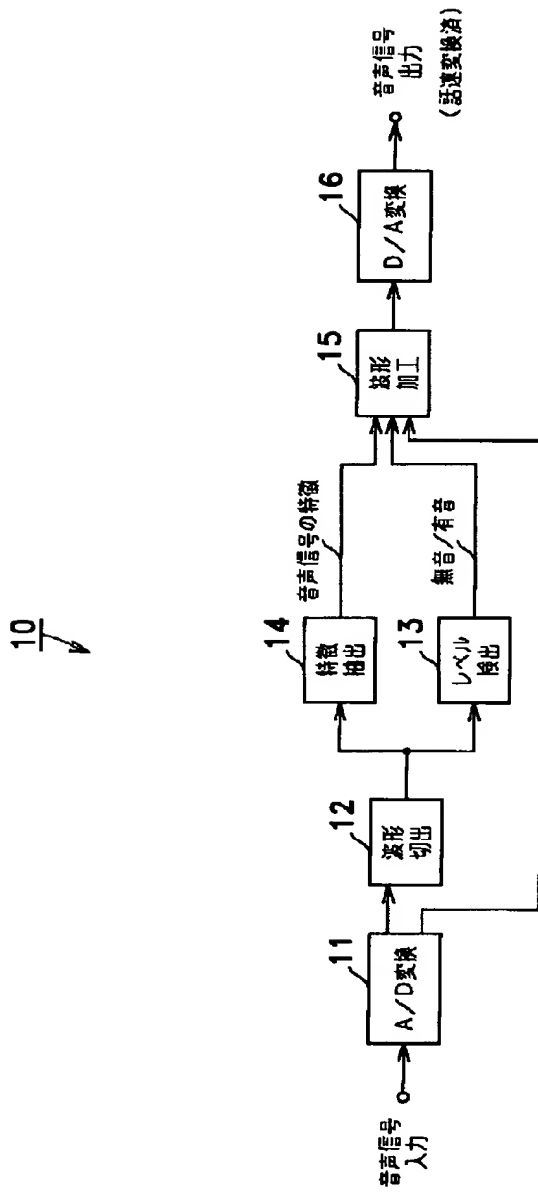 10
音声信号
入力
11
A/D変換
12
波形
切出
14
特徴
抽出
13
レベル
検出
音声信号の特徴
無音/有音
15
波形
加工
16
D/A変換
音声信号
出力
(話速変換済)